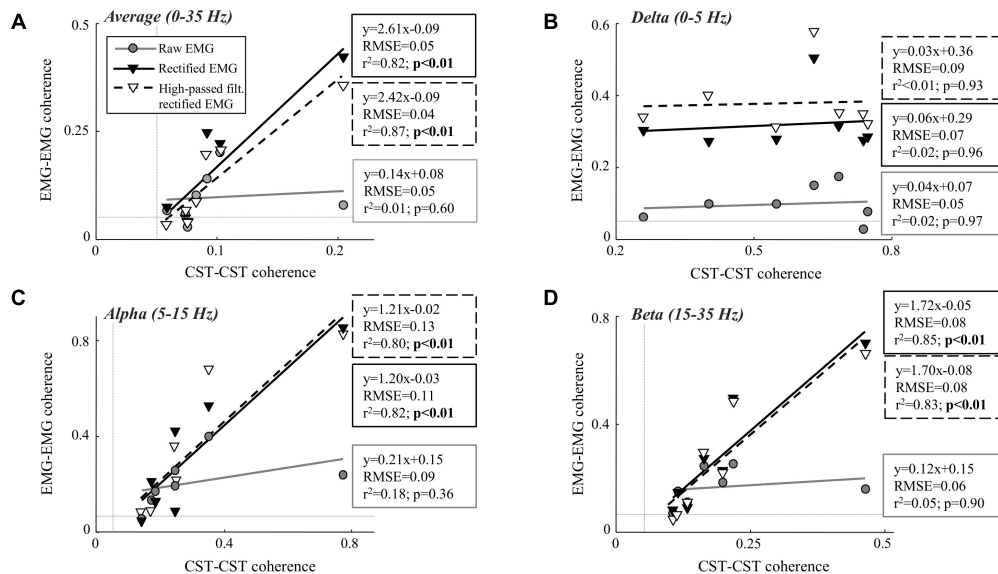 A
Average (0-35 Hz)
0.5
0.25
0
EMG-EMG coherence
Raw EMG
Rectified EMG
High-passed filt.
rectified EMG
y=2.61x-0.09
RMSE=0.05
r²=0.82; p<0.01
y=2.42x-0.09
RMSE=0.04
r²=0.87; p<0.01
y=0.14x+0.08
RMSE=0.05
r²=0.01; p=0.60
0
0.1
0.2
CST-CST coherence
B
Delta (0-5 Hz)
0.6
0.4
0.2
0
EMG-EMG coherence
y=0.03x+0.36
RMSE=0.09
r²<0.01; p=0.93
y=0.06x+0.29
RMSE=0.07
r²=0.02; p=0.96
y=0.04x+0.07
RMSE=0.05
r²=0.02; p=0.97
0.2
0.5
0.8
CST-CST coherence
C
Alpha (5-15 Hz)
0.8
0.4
0
EMG-EMG coherence
y=1.21x-0.02
RMSE=0.13
r²=0.80; p<0.01
y=1.20x-0.03
RMSE=0.11
r²=0.82; p<0.01
y=0.21x+0.15
RMSE=0.09
r²=0.18; p=0.36
0
0.4
0.8
CST-CST coherence
D
Beta (15-35 Hz)
0.8
0.4
0
EMG-EMG coherence
y=1.72x-0.05
RMSE=0.08
r²=0.85; p<0.01
y=1.70x-0.08
RMSE=0.08
r²=0.83; p<0.01
y=0.12x+0.15
RMSE=0.06
r²=0.05; p=0.90
0
0.25
0.5
CST-CST coherence